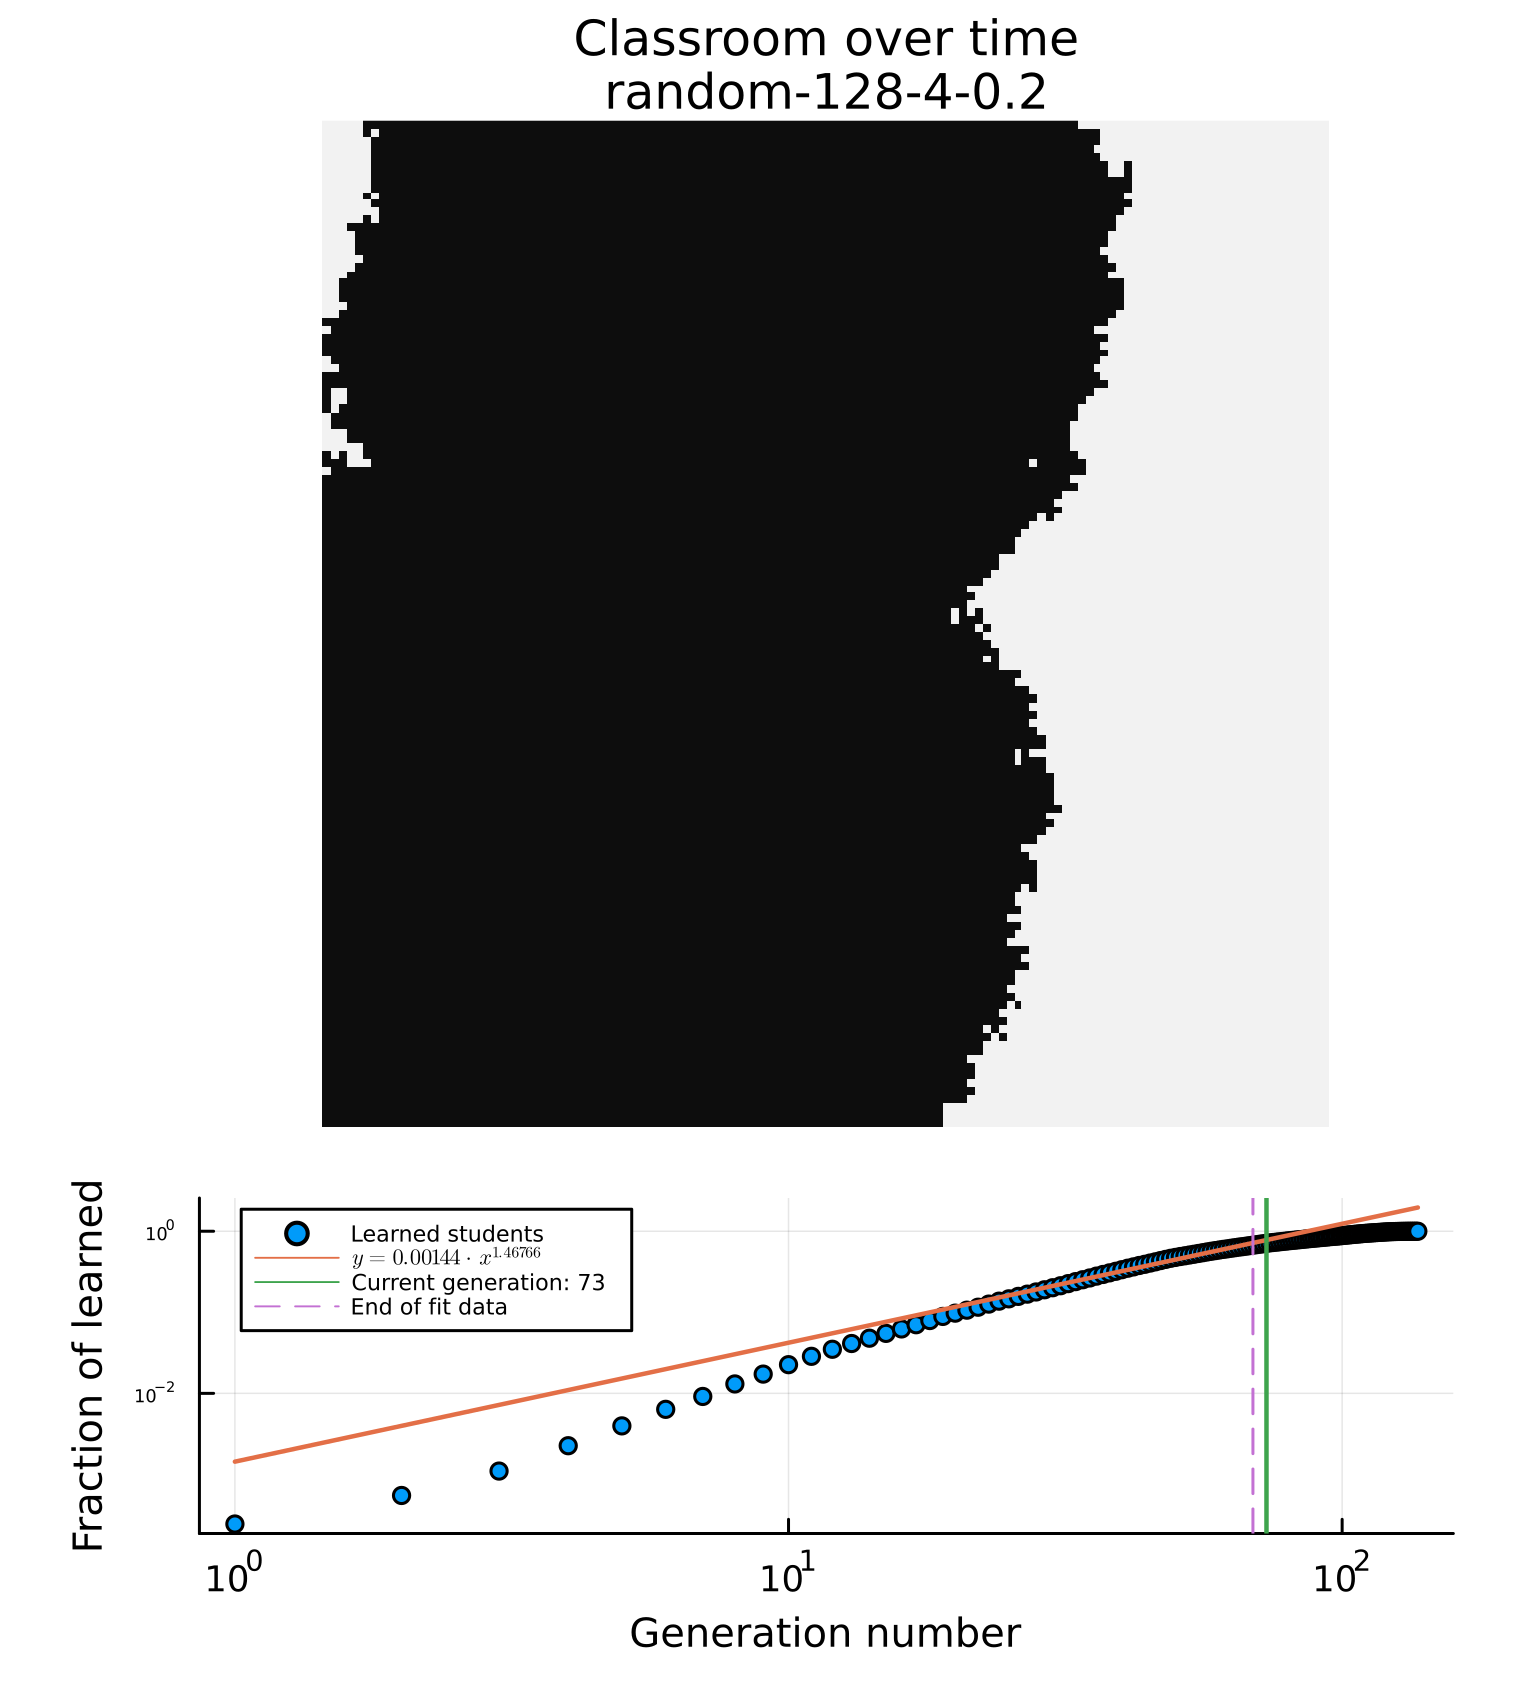 Classroom over time
random-128-4-0.2
Fraction of learned
10⁰
10⁻²
Learned students
y = 0.00144 · x^1.46766
Current generation: 73
End of fit data
10⁰ 10¹ 10²
Generation number